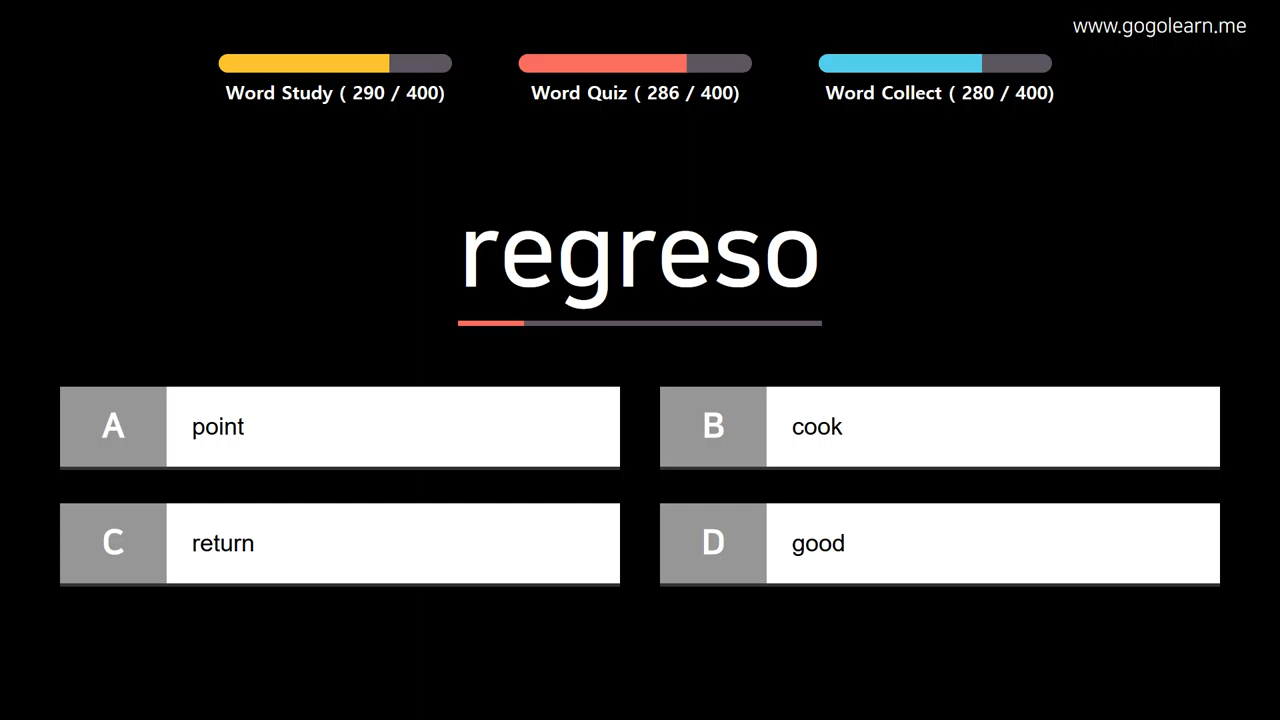 www.gogolearn.me
Word Study ( 290 / 400)
Word Quiz ( 286 / 400)
Word Collect ( 280 / 400)
regreso
A point
B cook
C return
D good